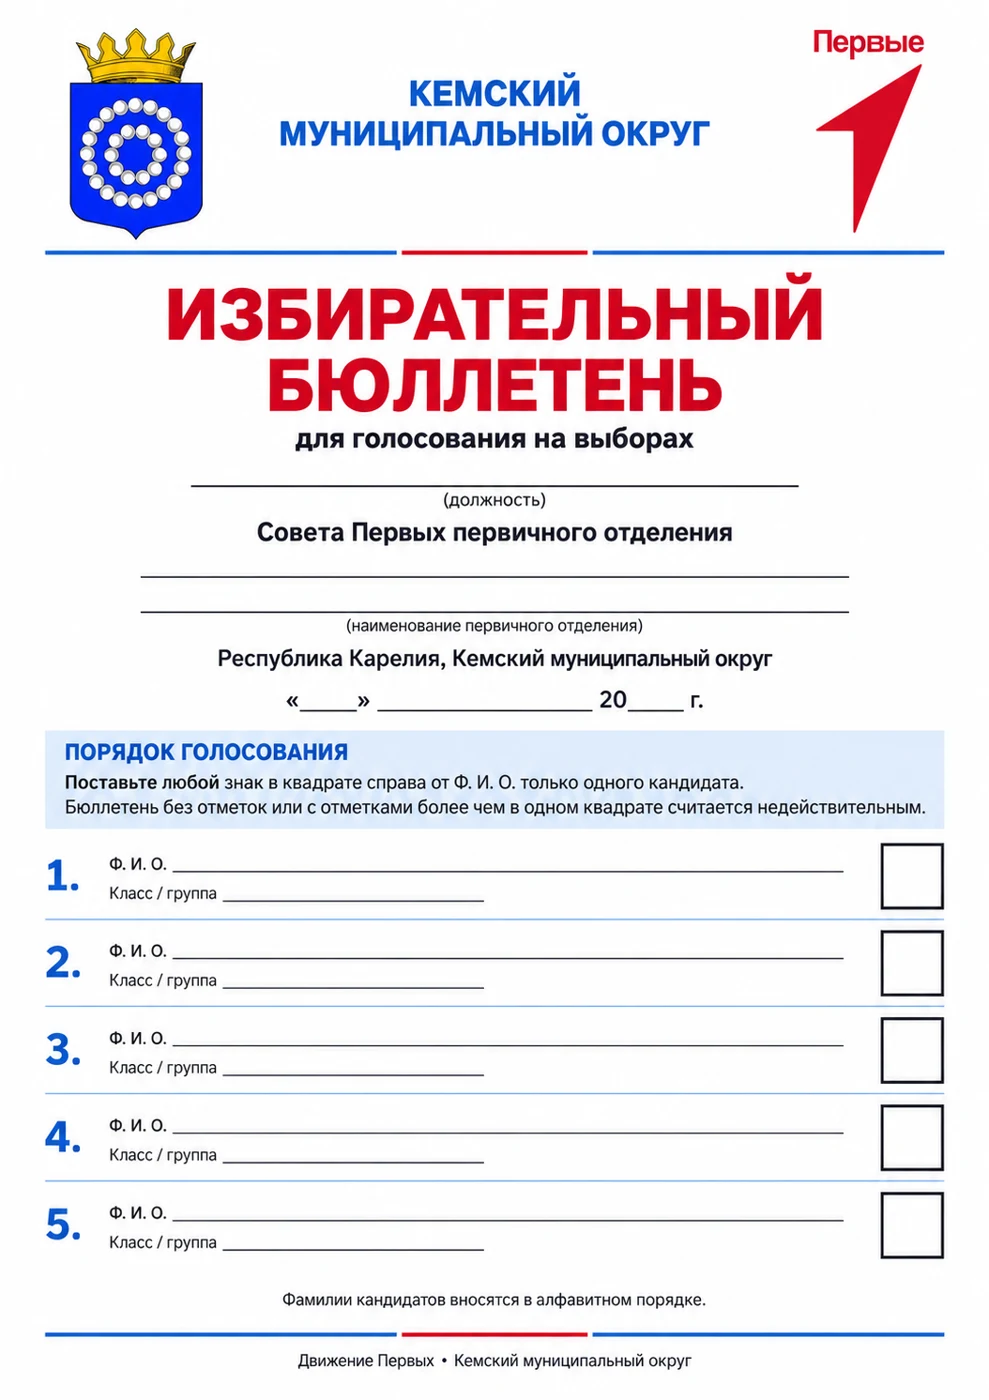 Первые
КЕМСКИЙ
МУНИЦИПАЛЬНЫЙ ОКРУГ
ИЗБИРАТЕЛЬНЫЙ
БЮЛЛЕТЕНЬ
для голосования на выборах
(должность)
Совета Первых первичного отделения
(наименование первичного отделения)
Республика Карелия, Кемский муниципальный округ
«_____» ___________________ 20_____ г.
ПОРЯДОК ГОЛОСОВАНИЯ
Поставьте любой знак в квадрате справа от Ф. И. О. только одного кандидата.
Бюллетень без отметок или с отметками более чем в одном квадрате считается недействительным.
1. Ф. И. О.
Класс / группа
2. Ф. И. О.
Класс / группа
3. Ф. И. О.
Класс / группа
4. Ф. И. О.
Класс / группа
5. Ф. И. О.
Класс / группа
Фамилии кандидатов вносятся в алфавитном порядке.
Движение Первых • Кемский муниципальный округ